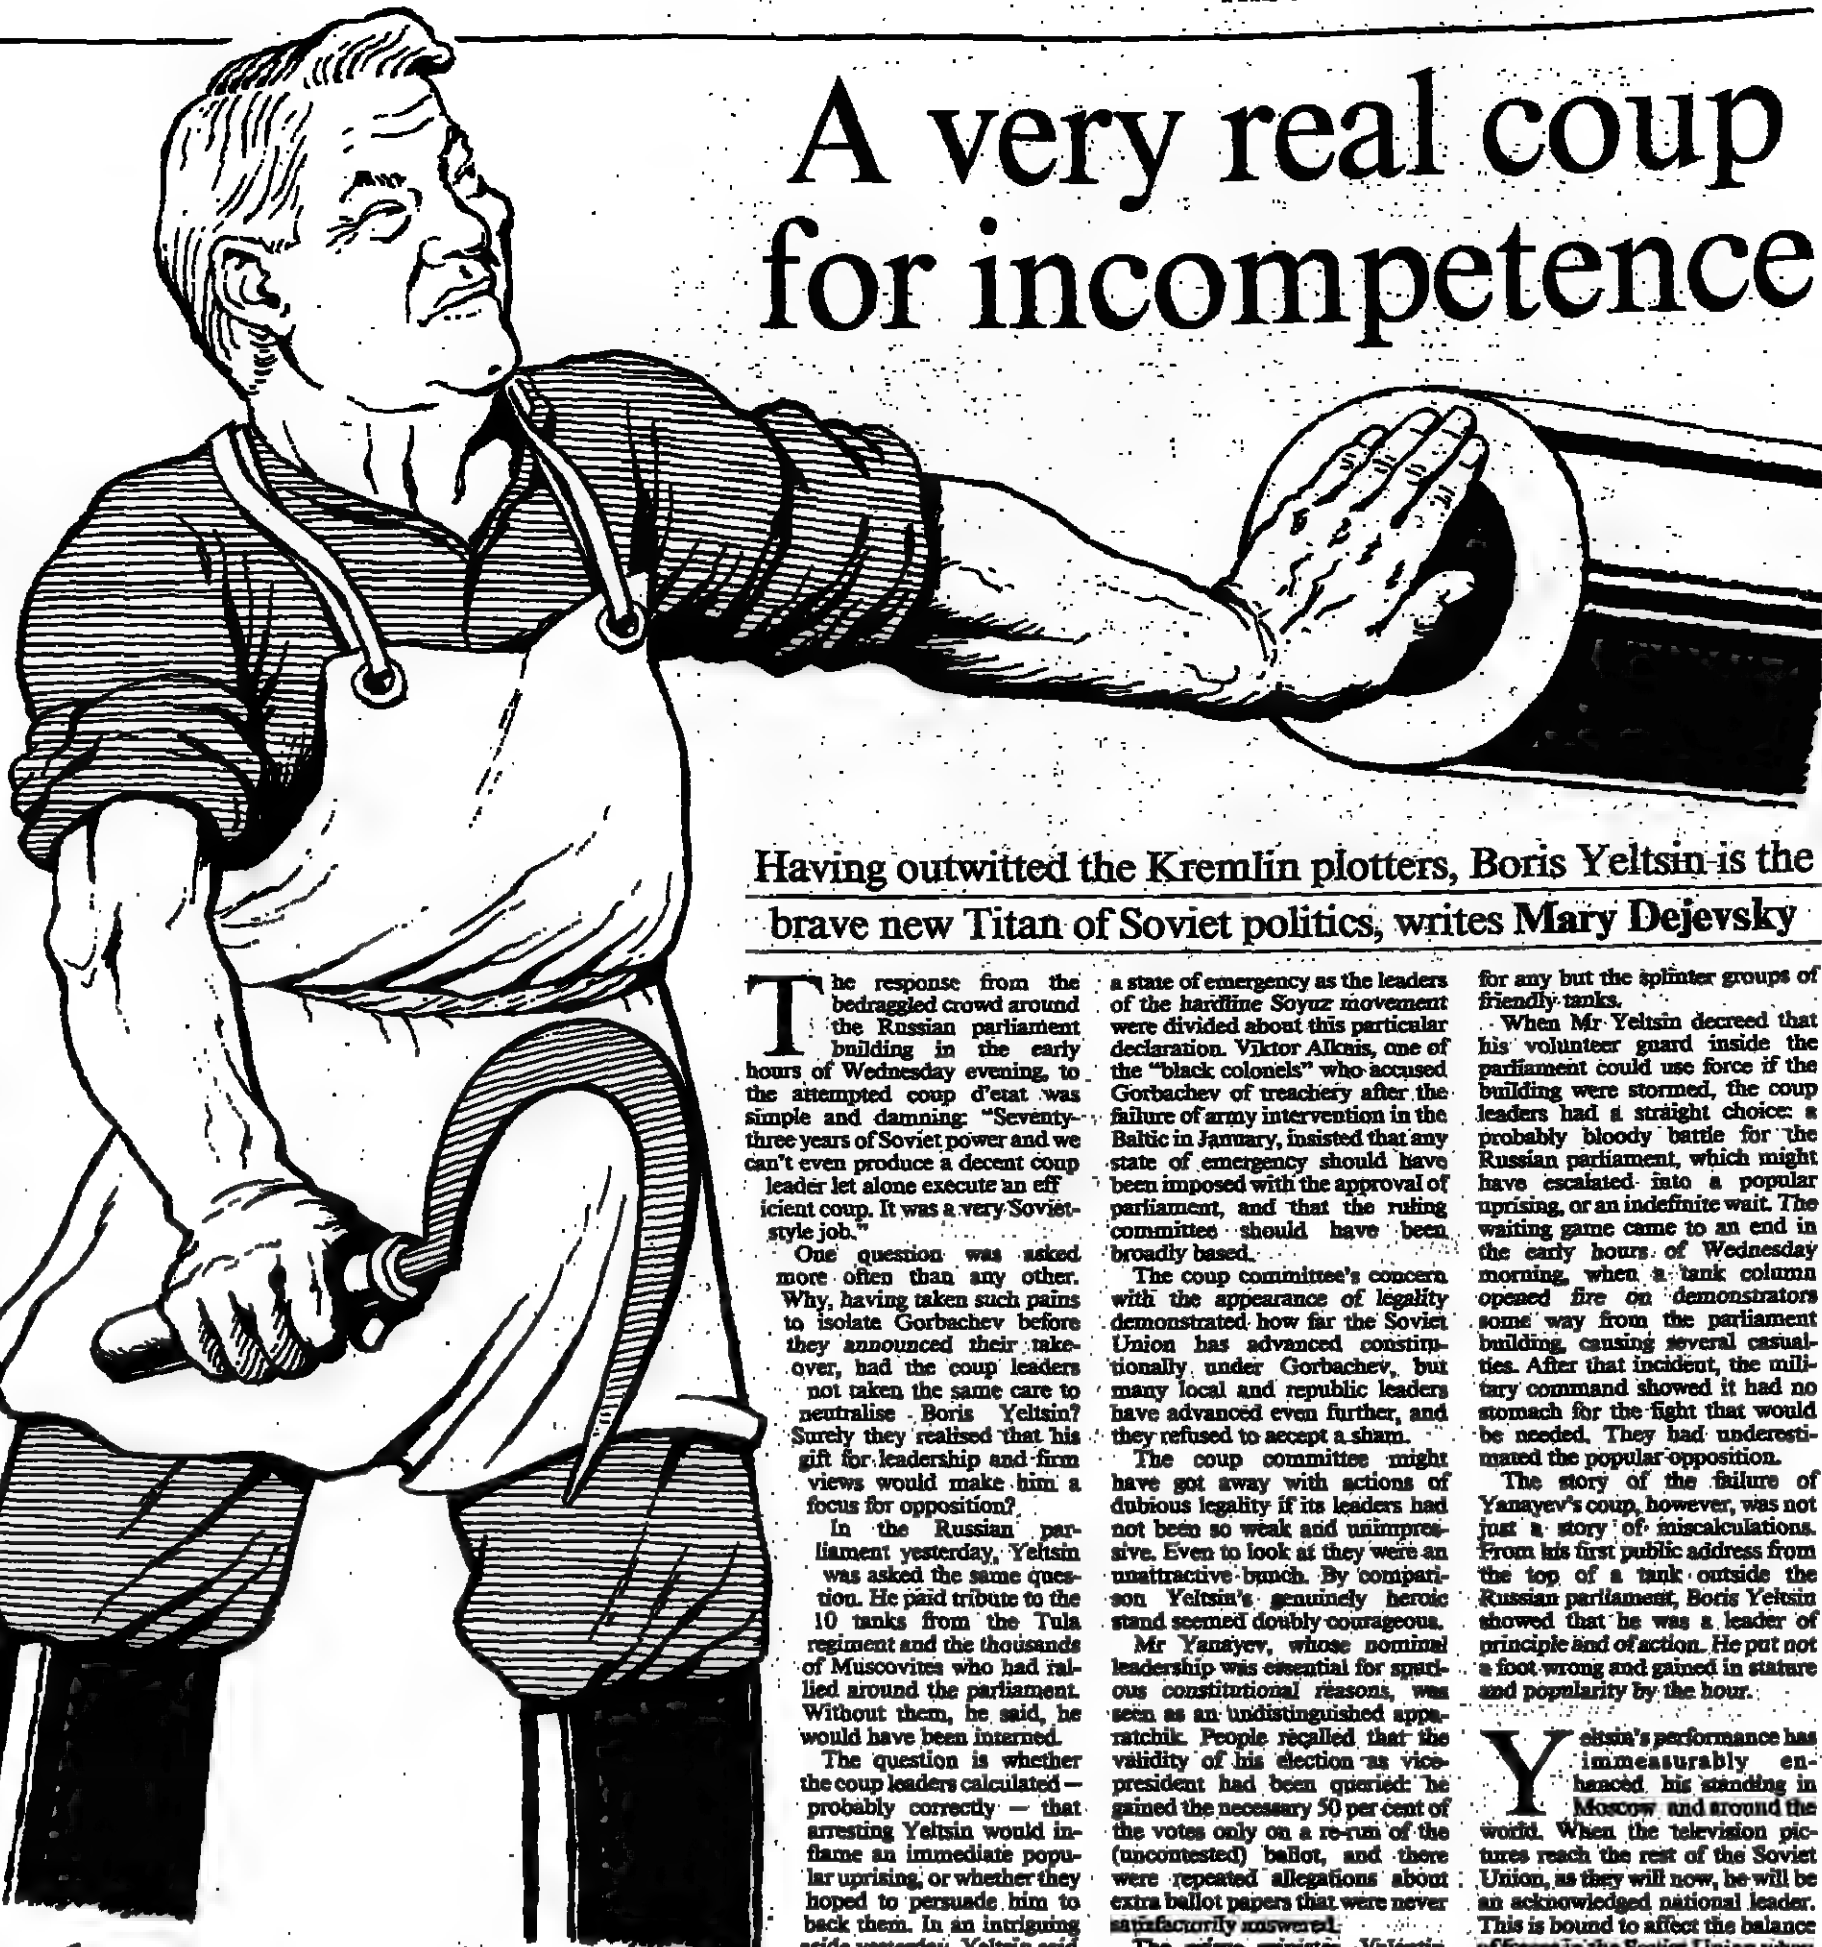 A very real coup
for incompetence
Having outwitted the Kremlin plotters, Boris Yeltsin is the
brave new Titan of Soviet politics, writes Mary Dejevsky
The response from the
bedraggled crowd around
the Russian parliament
building in the early
hours of Wednesday evening, to
the attempted coup d'etat was
simple and damning: "Seventy-
three years of Soviet power and we
can't even produce a decent coup
leader let alone execute an eff
icient coup. It was a very Soviet-
style job."
One question was asked
more often than any other.
Why, having taken such pains
to isolate Gorbachev before
they announced their take-
over, had the coup leaders
not taken the same care to
neutralise Boris Yeltsin?
Surely they realised that his
gift for leadership and firm
views would make him a
focus for opposition?
In the Russian par-
liament yesterday, Yeltsin
was asked the same ques-
tion. He paid tribute to the
10 tanks from the Tula
regiment and the thousands
of Muscovites who had ral-
lied around the parliament.
Without them, he said, he
would have been interned.
The question is whether
the coup leaders calculated —
probably correctly — that
arresting Yeltsin would in-
flame an immediate popu-
lar uprising, or whether they
hoped to persuade him to
back them. In an intriguing
aside yesterday, Yeltsin said
a state of emergency as the leaders
of the hardline Soyuz movement
were divided about this particular
declaration. Viktor Alknis, one of
the "black colonels" who accused
Gorbachev of treachery after the
failure of army intervention in the
Baltic in January, insisted that any
state of emergency should have
been imposed with the approval of
parliament, and that the ruling
committee should have been
broadly based.
The coup committee's concern
with the appearance of legality
demonstrated how far the Soviet
Union has advanced constitu-
tionally under Gorbachev, but
many local and republic leaders
have advanced even further, and
they refused to accept a sham.
The coup committee might
have got away with actions of
dubious legality if its leaders had
not been so weak and unimpres-
sive. Even to look at they were an
unattractive bunch. By compari-
son Yeltsin's genuinely heroic
stand seemed doubly courageous.
Mr Yanayev, whose nominal
leadership was essential for spuri-
ous constitutional reasons, was
seen as an undistinguished appa-
ratchik. People recalled that the
validity of his election as vice-
president had been queried: he
gained the necessary 50 per cent of
the votes only on a re-run of the
(uncontested) ballot, and there
were repeated allegations about
extra ballot papers that were never
satisfactorily answered.
The prime minister, Valentin
for any but the splinter groups of
friendly tanks.
When Mr Yeltsin decreed that
his volunteer guard inside the
parliament could use force if the
building were stormed, the coup
leaders had a straight choice: a
probably bloody battle for the
Russian parliament, which might
have escalated into a popular
uprising, or an indefinite wait. The
waiting game came to an end in
the early hours of Wednesday
morning, when a tank column
opened fire on demonstrators
some way from the parliament
building, causing several casual-
ties. After that incident, the mili-
tary command showed it had no
stomach for the fight that would
be needed. They had underesti-
mated the popular opposition.
The story of the failure of
Yanayev's coup, however, was not
just a story of miscalculations.
From his first public address from
the top of a tank outside the
Russian parliament, Boris Yeltsin
showed that he was a leader of
principle and of action. He put not
a foot wrong and gained in stature
and popularity by the hour.
Yeltsin's performance has
immeasurably en-
hanced his standing in
Moscow and around the
world. When the television pic-
tures reach the rest of the Soviet
Union, as they will now, he will be
an acknowledged national leader.
This is bound to affect the balance